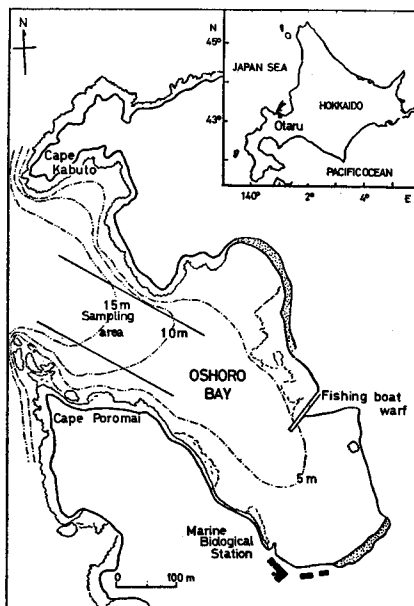 N
N
45°
JAPAN SEA
HOKKAIDO
43°
Otaru
PACIFIC OCEAN
140°
2°
4°
E
Cape
Kabuto
15m
Sampling
area
10m
OSHORO
BAY
Fishing boat
warf
Cape Poromai
5m
Marine
Biological
Station
0
100 m